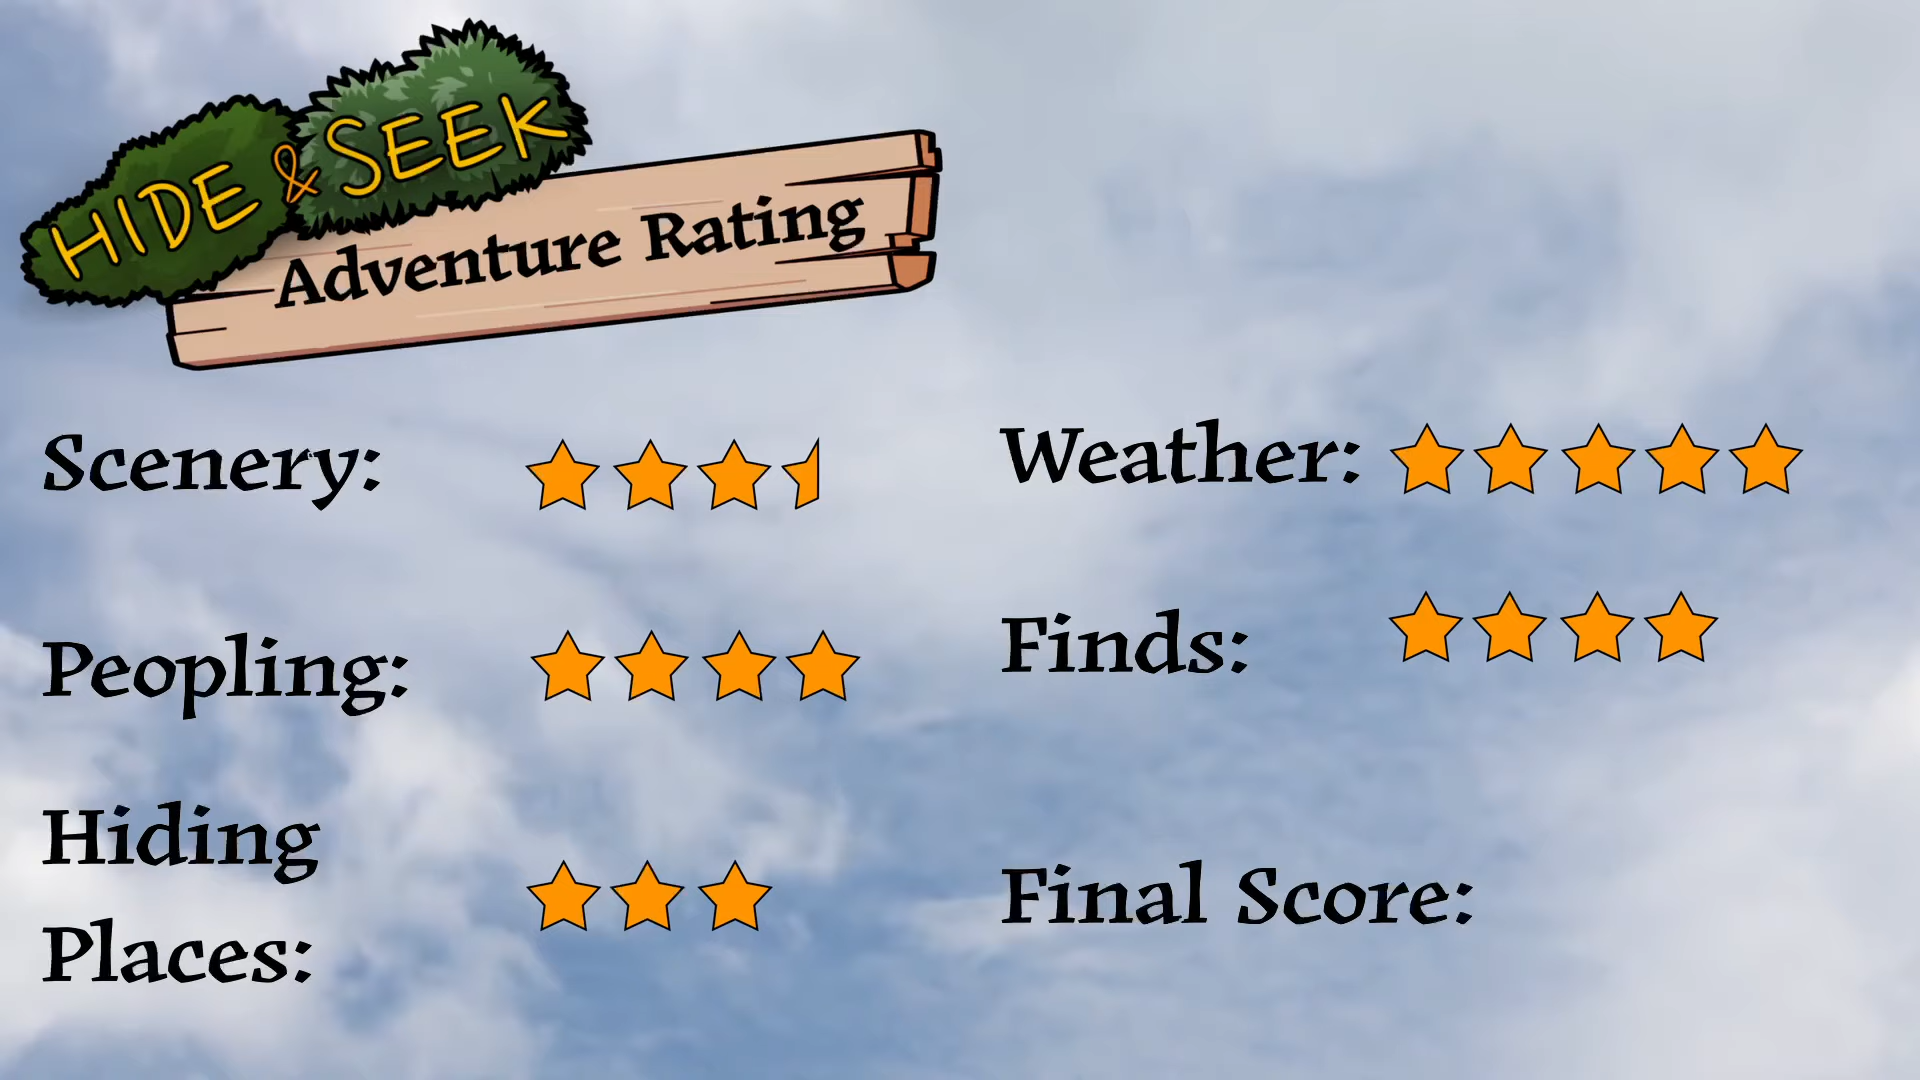 HIDE & SEEK
Adventure Rating
Scenery:
Peopling:
Hiding
Places:
Weather:
Finds:
Final Score: